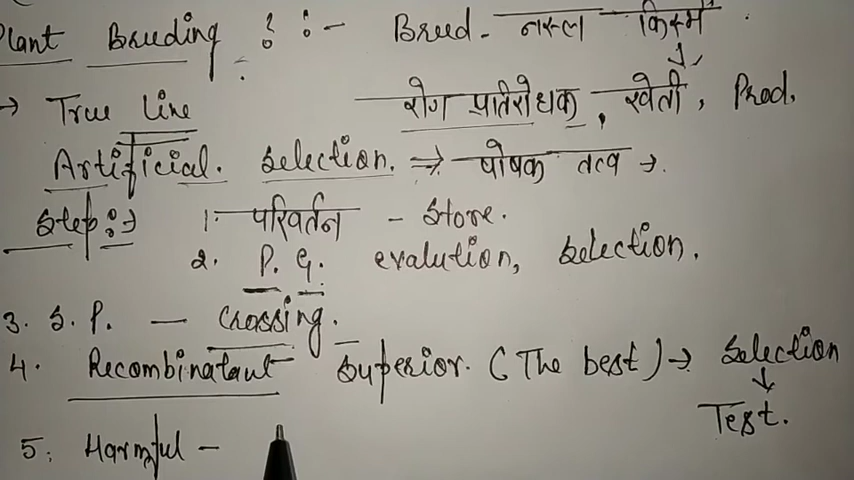 Plant Breeding :- Breed - नस्ल किस्म
→ True Line रोग प्रतिरोधक, खेती, Prod.
Artificial. Selection. ⇒ पोषक तत्व →
Step :→ 1. परिवर्तन - Store.
2. P. G. evalution, Selection.
3. S. P. — Crossing.
4. Recombinataut Superior. (The best) → Selection
↓
Test.
5. Harmful -